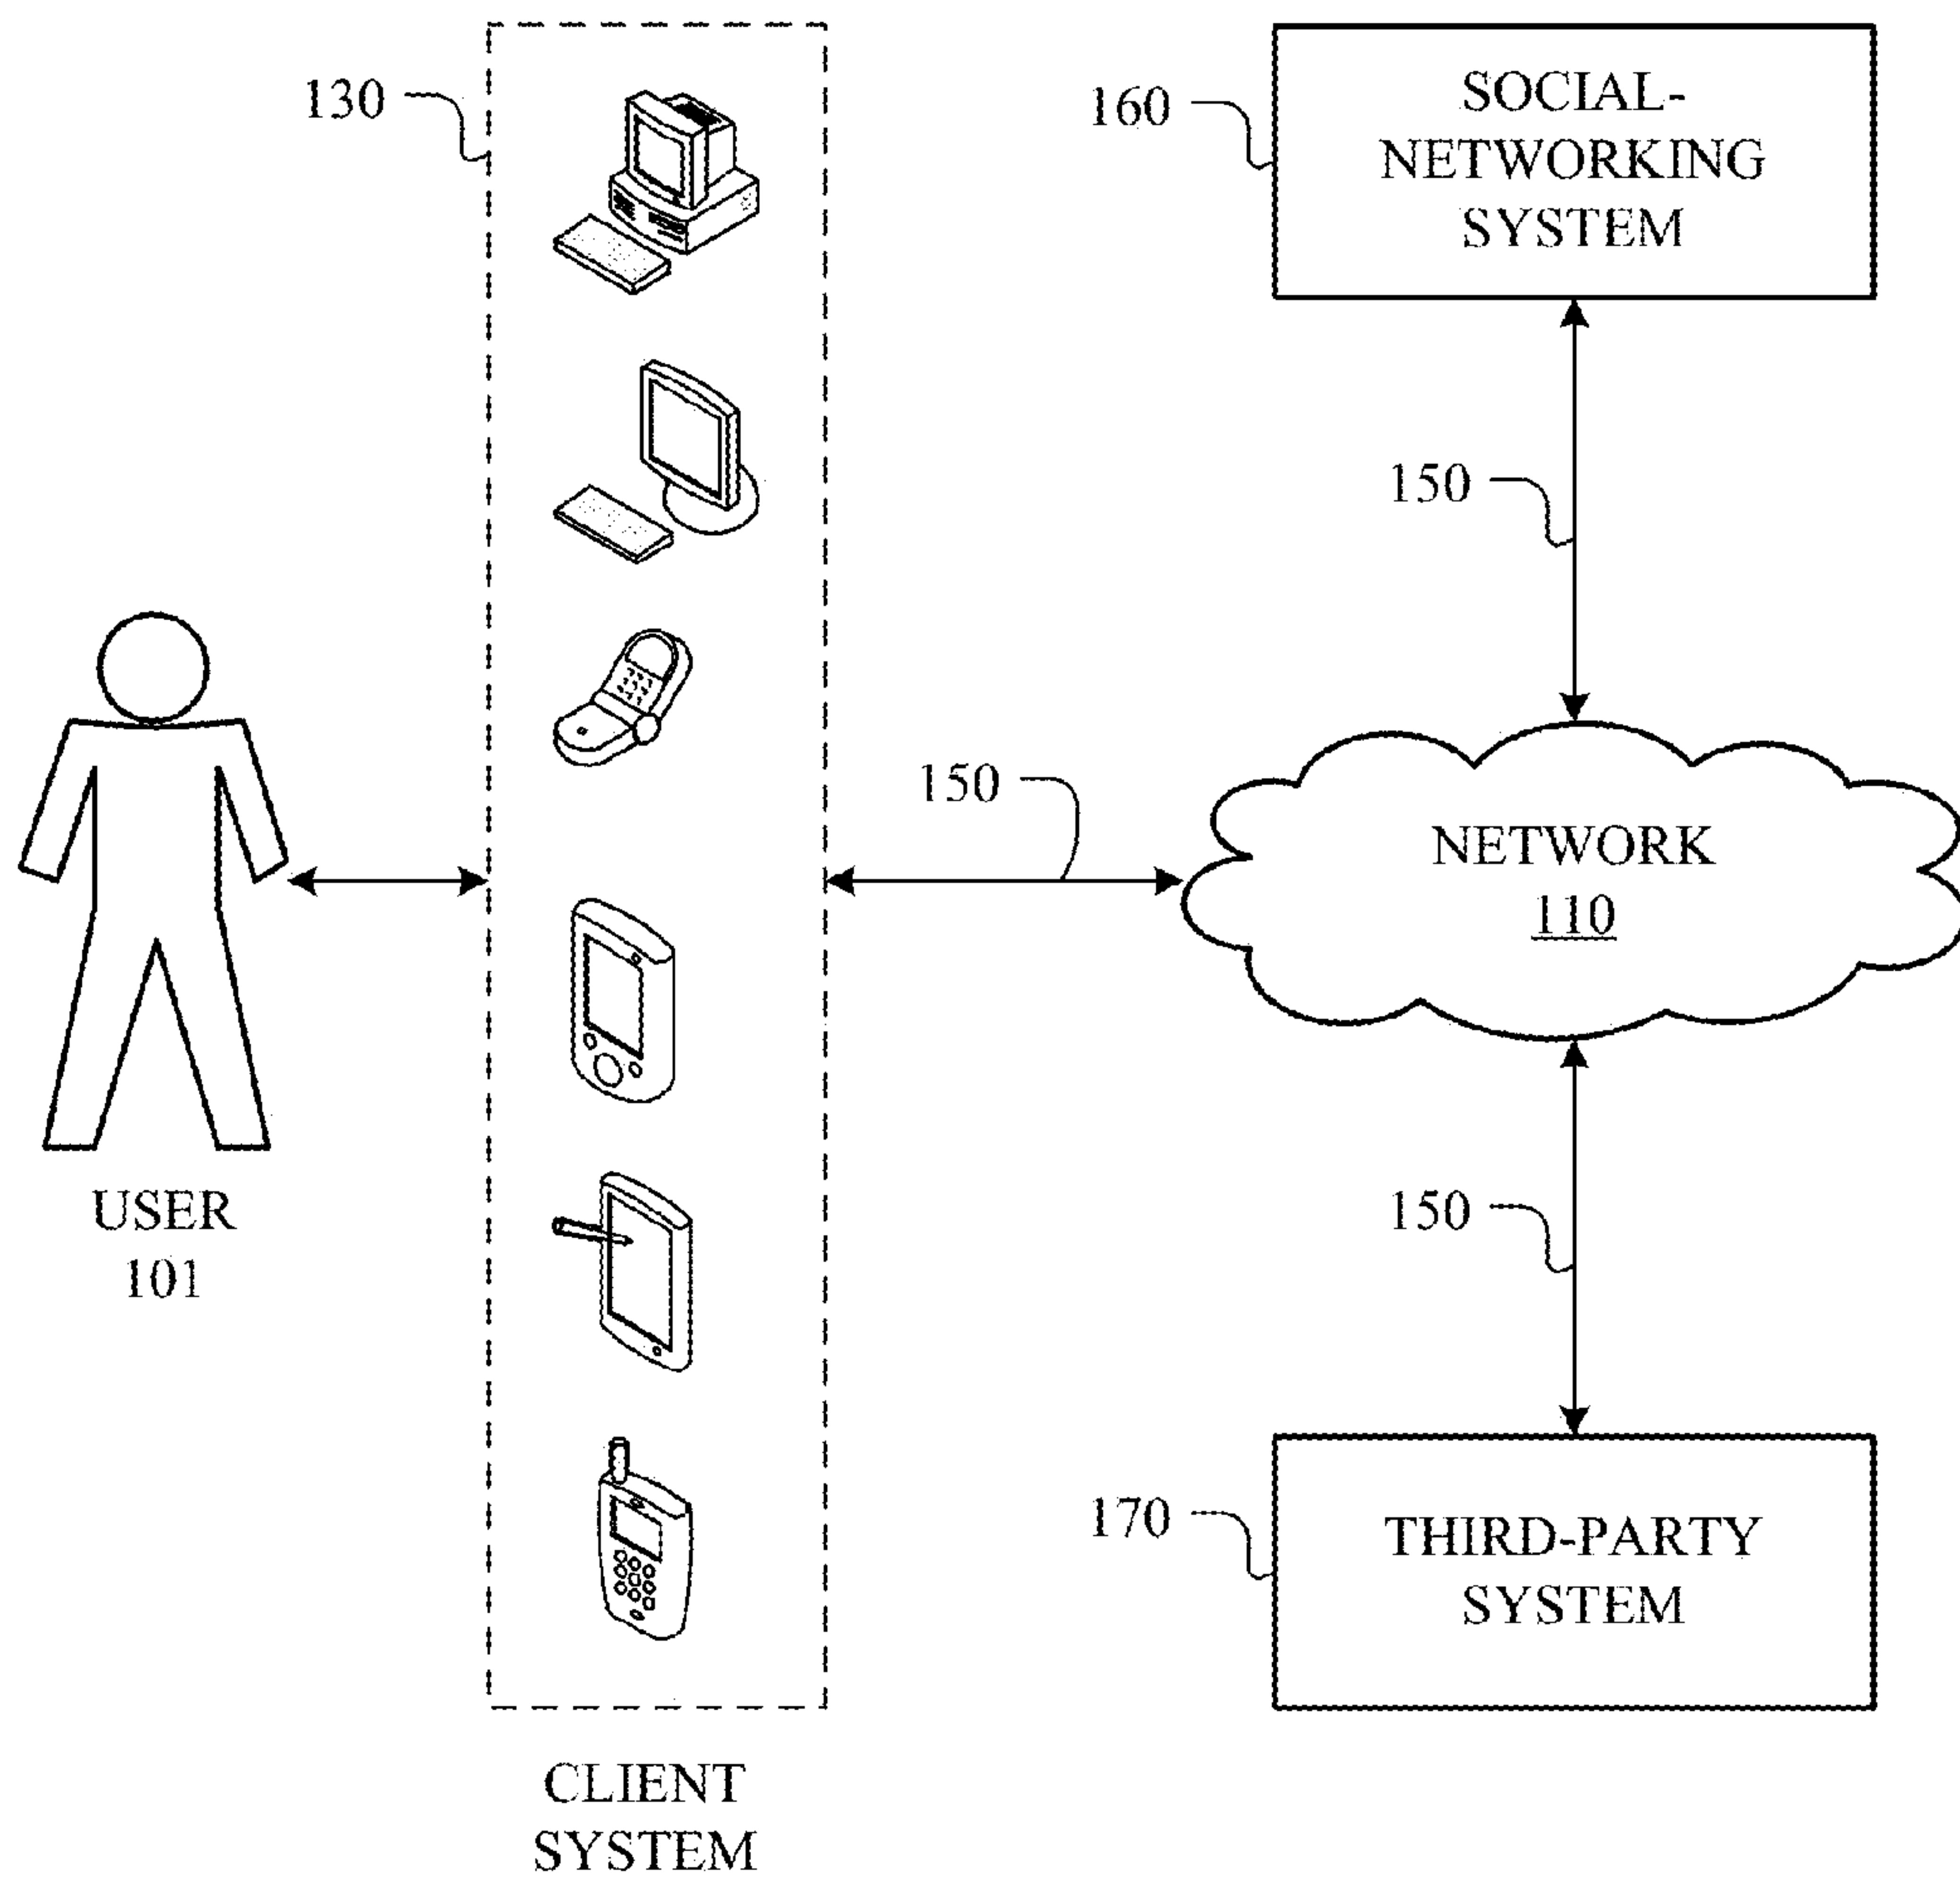 130
160
SOCIAL-
NETWORKING
SYSTEM
150
150
NETWORK
110
USER
101
150
170
THIRD-PARTY
SYSTEM
CLIENT
SYSTEM